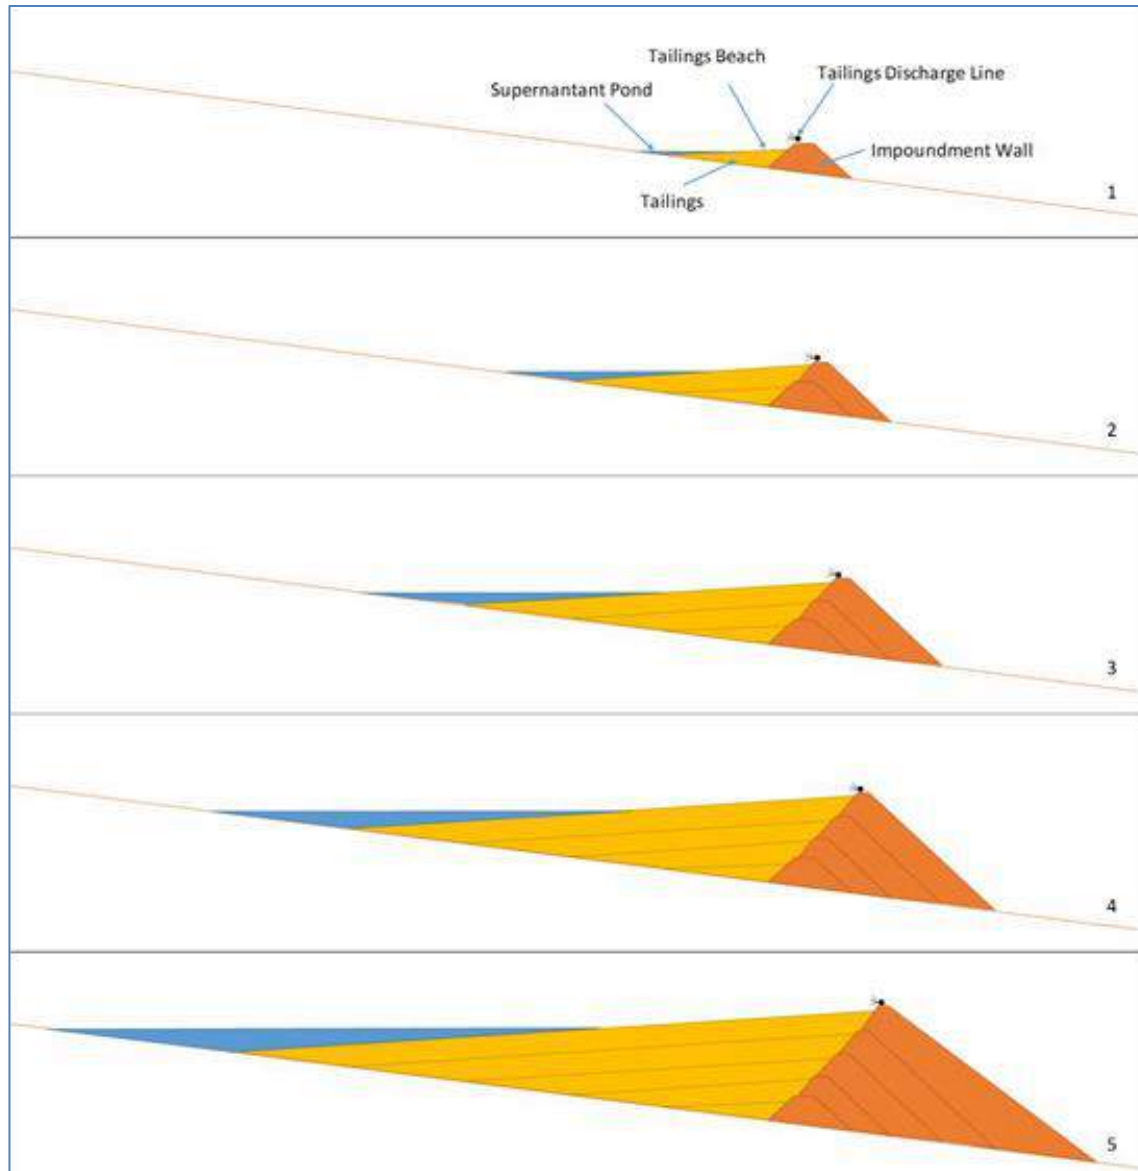 Tailings Beach
Tailings Discharge Line
Supernantant Pond
Impoundment Wall
Tailings
1
2
3
4
5